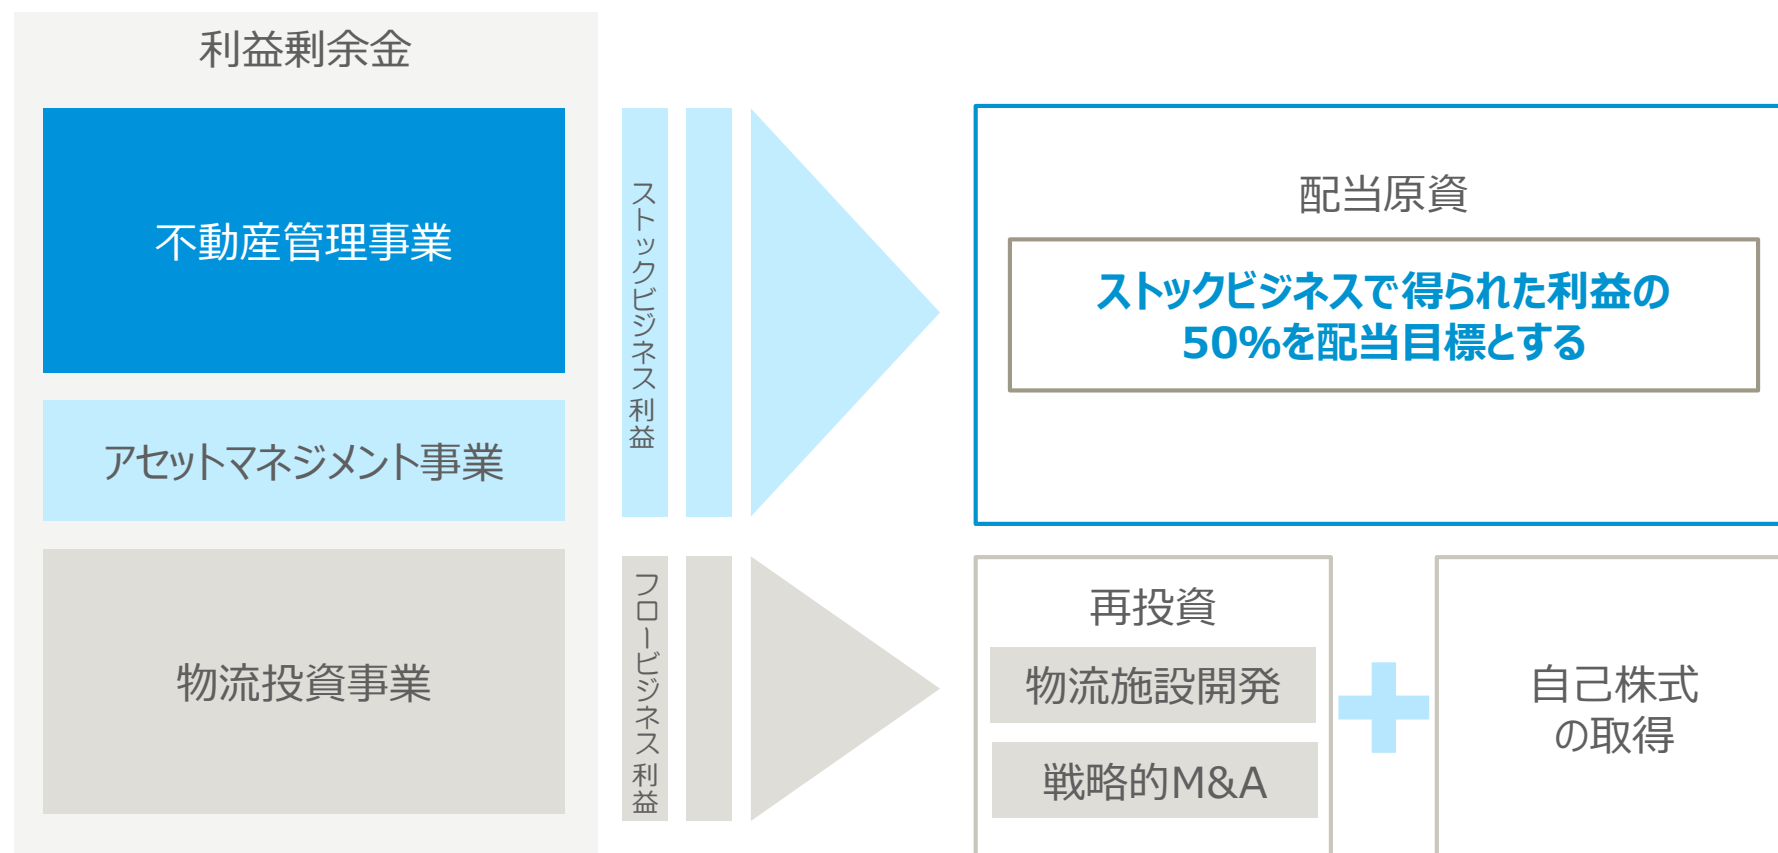 利益剰余金
不動産管理事業
アセットマネジメント事業
物流投資事業
ストックビジネス利益
フロービジネス利益
配当原資
ストックビジネスで得られた利益の
50%を配当目標とする
再投資
物流施設開発
戦略的M&A
自己株式
の取得